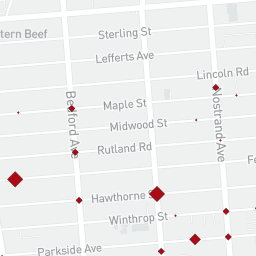 Sterling St
tern Beef
Lefferts Ave
Lincoln Rd
Bedford Ave
Nostrand Ave
Maple St
Midwood St
Rutland Rd
Fe
Hawthorne St
Winthrop St
Parkside Ave